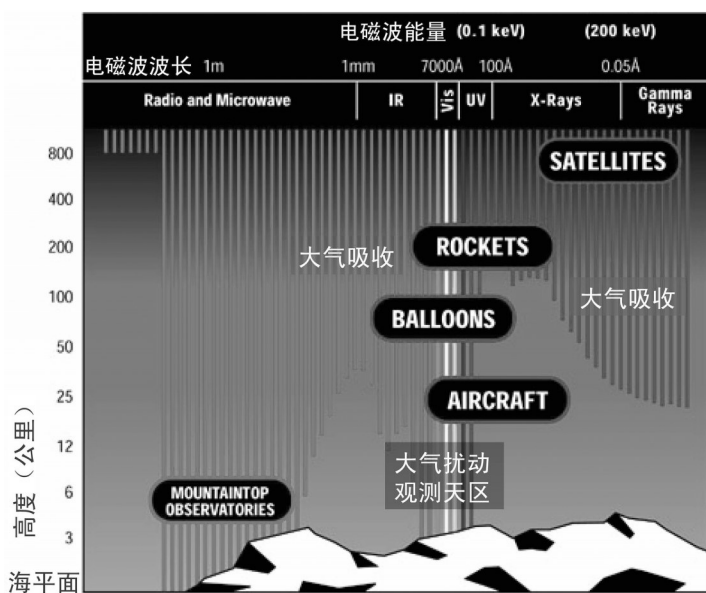 电磁波能量 (0.1 keV) (200 keV)
电磁波波长 1m 1mm 7000Å 100Å 0.05Å
Radio and Microwave IR Vis UV X-Rays Gamma Rays
800
SATELLITES
400
200
大气吸收
ROCKETS
100
大气吸收
BALLOONS
50
25
AIRCRAFT
12
大气扰动
观测天区
6
MOUNTAINTOP
OBSERVATORIES
3
高度（公里）
海平面